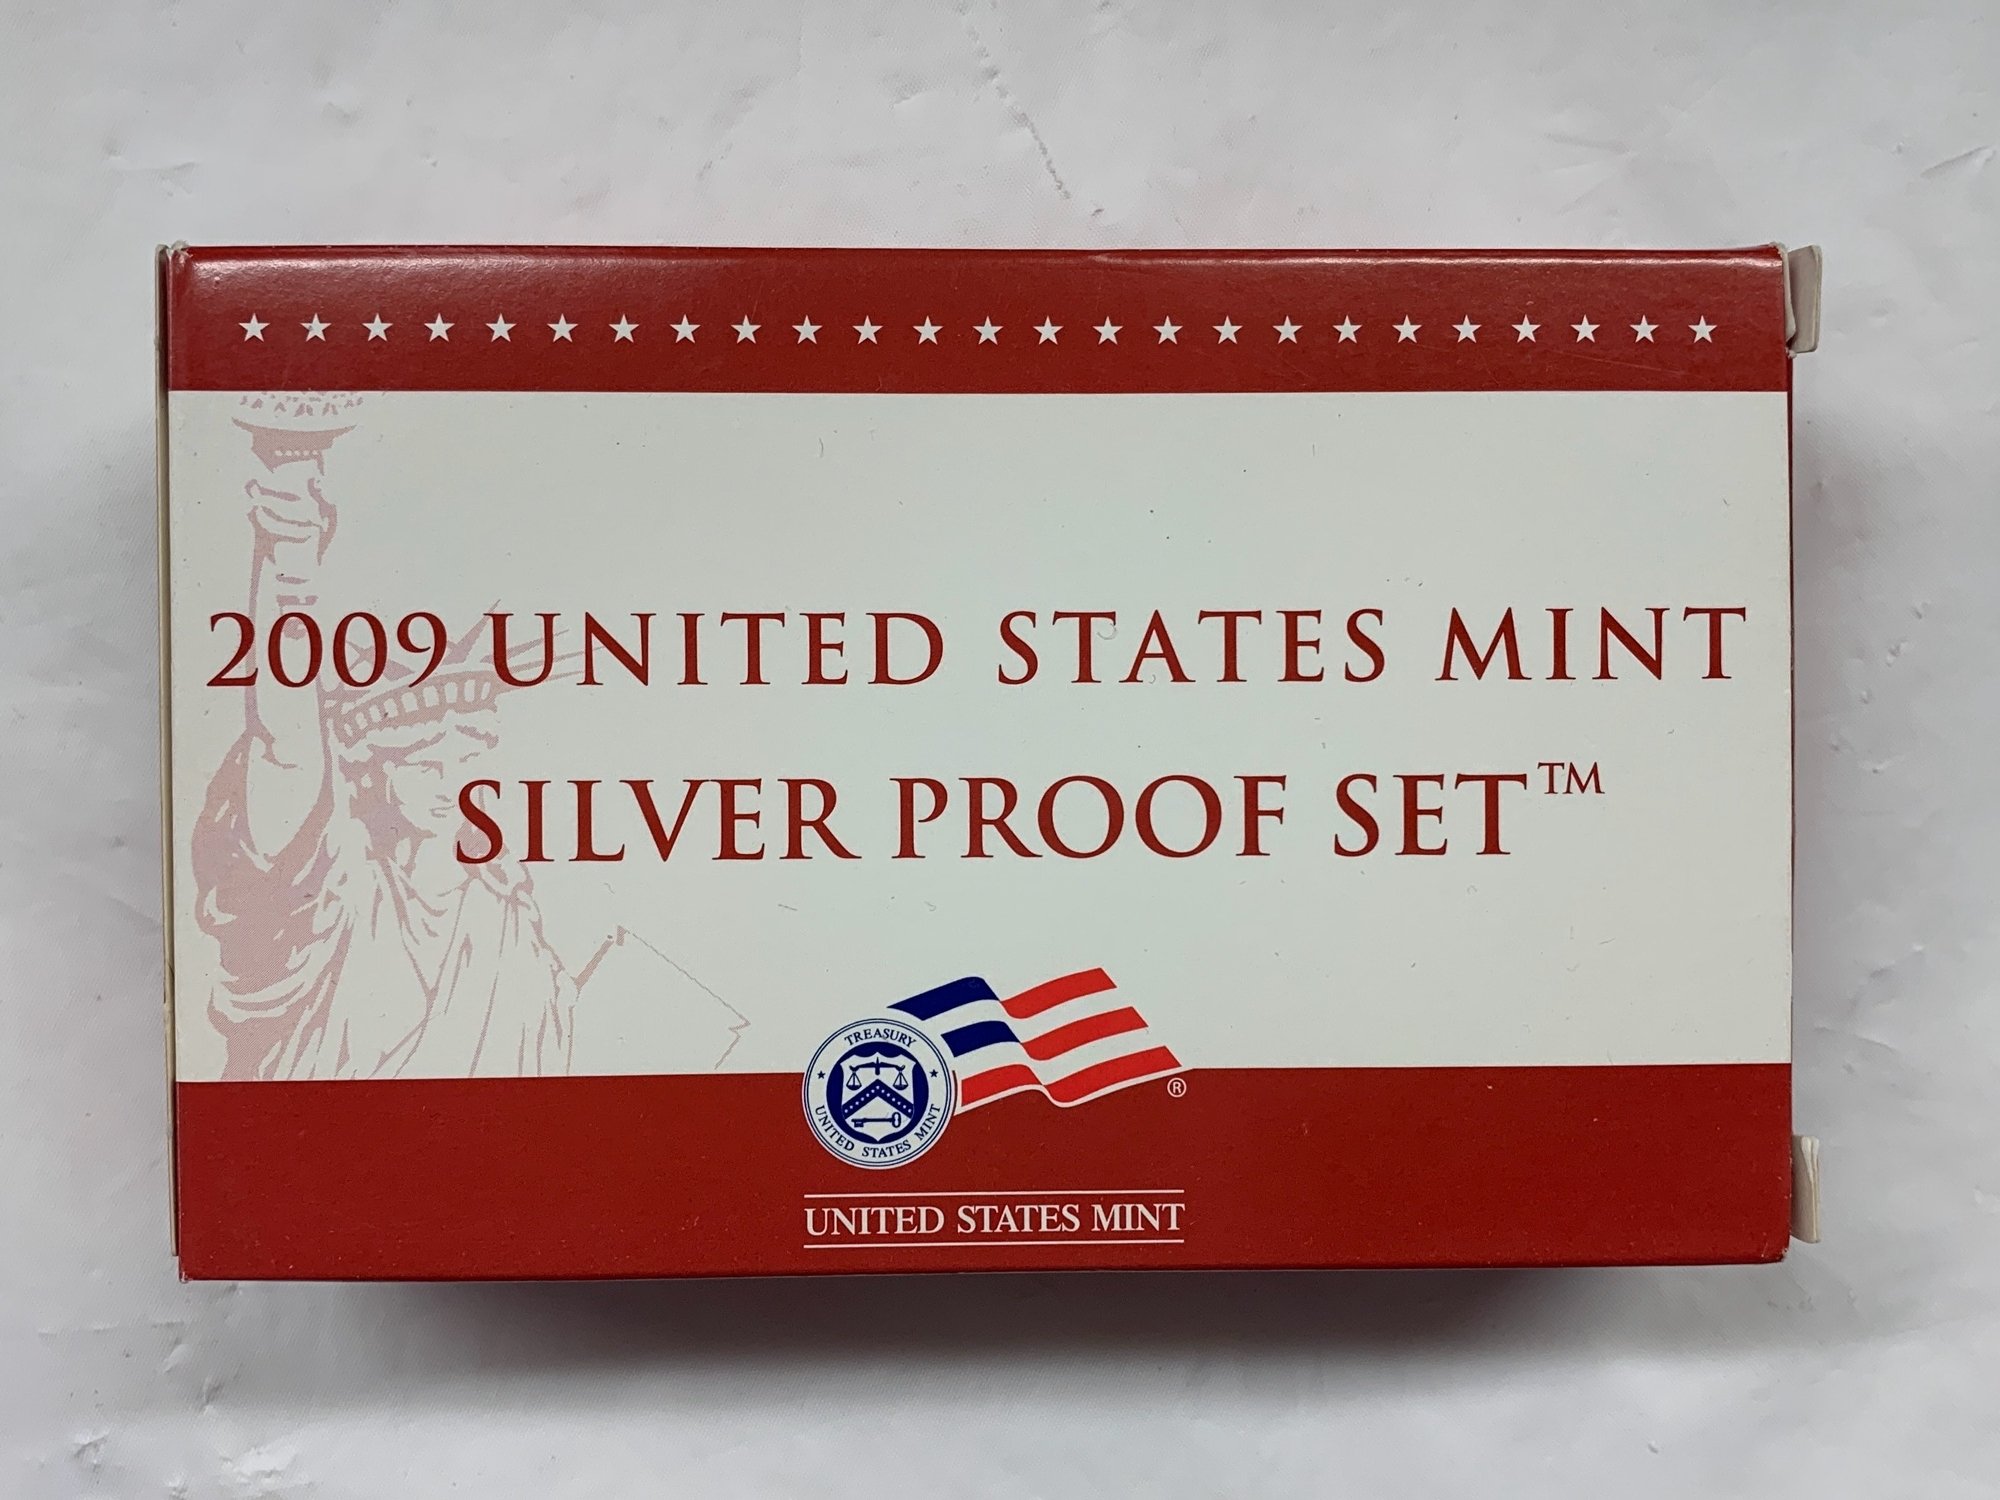 2009 UNITED STATES MINT
SILVER PROOF SET™
TREASURY
UNITED STATES MINT
®
UNITED STATES MINT